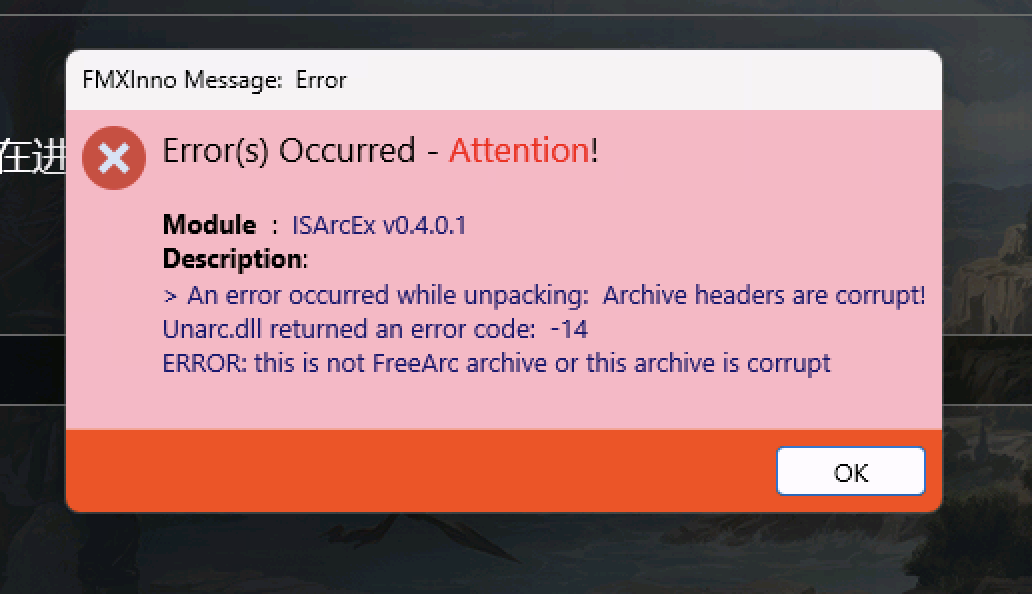 FMXInno Message: Error
在进
Error(s) Occurred - Attention!
Module : ISArcEx v0.4.0.1
Description:
> An error occurred while unpacking: Archive headers are corrupt!
Unarc.dll returned an error code: -14
ERROR: this is not FreeArc archive or this archive is corrupt
OK